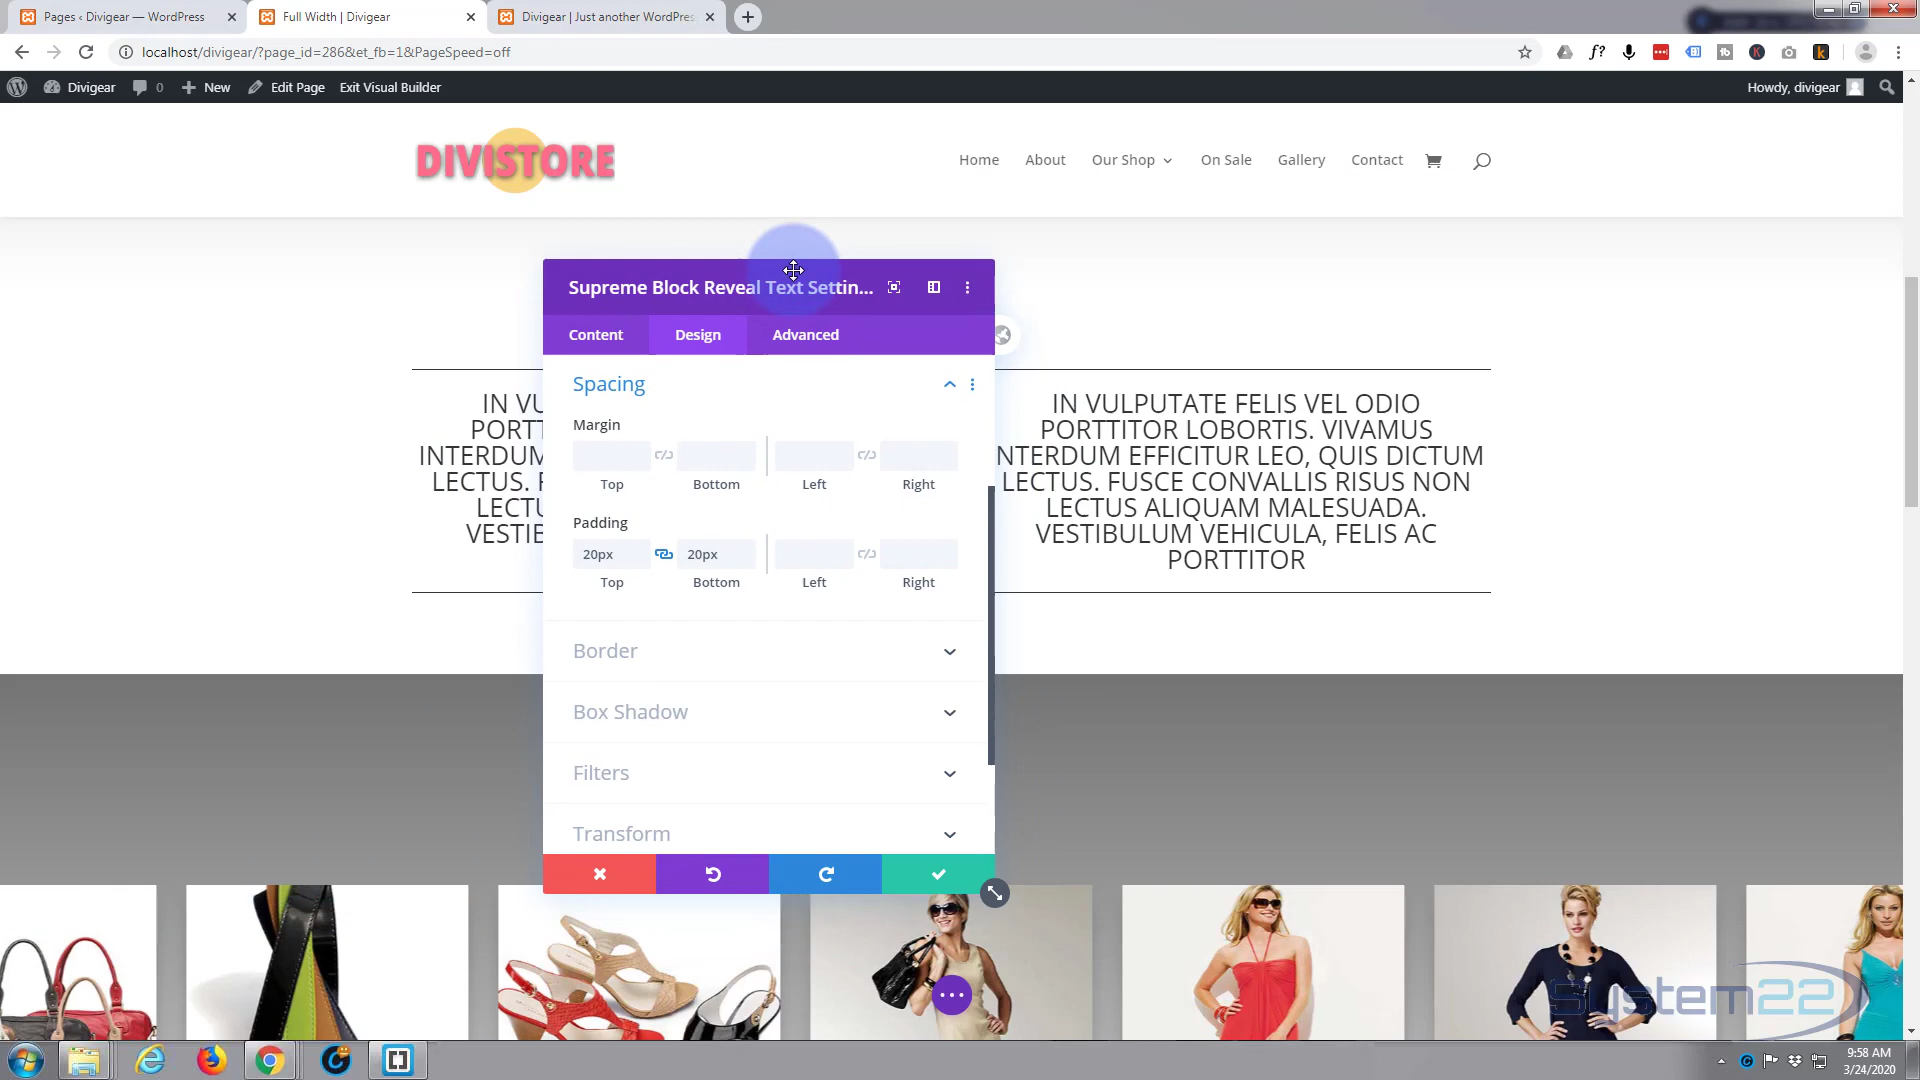 Pages ‹ Divigear — WordPress
Full Width | Divigear
Divigear | Just another WordPres
localhost/divigear/?page_id=286&et_fb=1&PageSpeed=off
Divigear
0
New
Edit Page
Exit Visual Builder
Howdy, divigear
DIVISTORE
Home
About
Our Shop
On Sale
Gallery
Contact
Supreme Block Reveal Text Settin...
Content
Design
Advanced
Spacing
Margin
Top
Bottom
Left
Right
Padding
20px
20px
Top
Bottom
Left
Right
Border
Box Shadow
Filters
Transform
IN VU
PORTT
INTERDUM
LECTUS. F
LECTU
VESTIB
IN VULPUTATE FELIS VEL ODIO
PORTTITOR LOBORTIS. VIVAMUS
NTERDUM EFFICITUR LEO, QUIS DICTUM
LECTUS. FUSCE CONVALLIS RISUS NON
LECTUS ALIQUAM MALESUADA.
VESTIBULUM VEHICULA, FELIS AC
PORTTITOR
System22
9:58 AM
3/24/2020